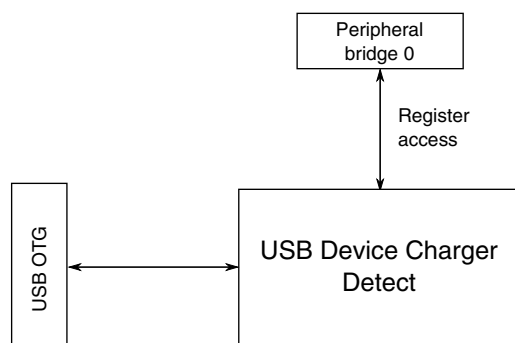 Peripheral
bridge 0
Register
access
USB OTG
USB Device Charger
Detect